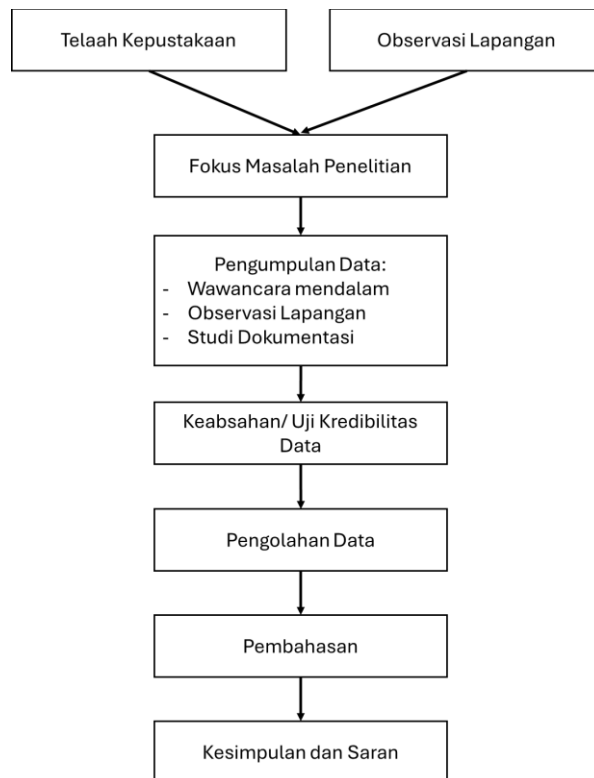 Telaah Kepustakaan
Observasi Lapangan
Fokus Masalah Penelitian
Pengumpulan Data:
- Wawancara mendalam
- Observasi Lapangan
- Studi Dokumentasi
Keabsahan/ Uji Kredibilitas
Data
Pengolahan Data
Pembahasan
Kesimpulan dan Saran